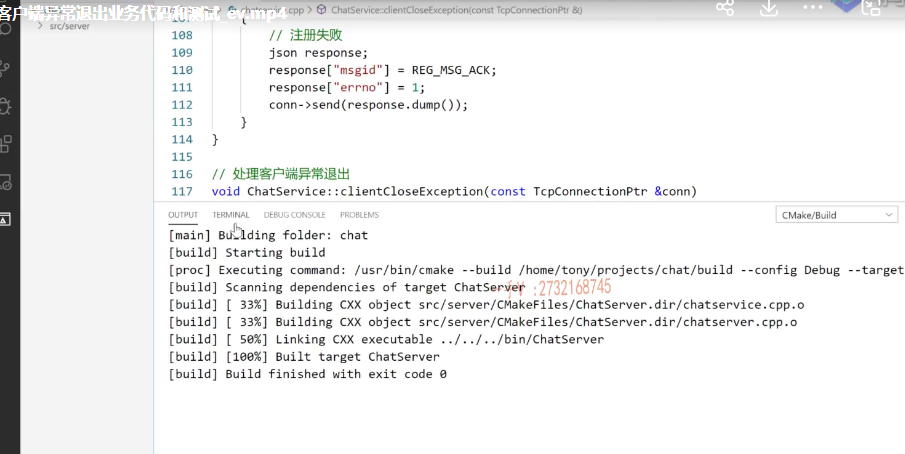 客户端异常退出业务代码和测试_ev.mp4
.cpp > ChatService::clientCloseException(const TcpConnectionPtr &)
src/server
107 {
108 // 注册失败
109 json response;
110 response["msgid"] = REG_MSG_ACK;
111 response["errno"] = 1;
112 conn->send(response.dump());
113 }
114 }
115
116 // 处理客户端异常退出
117 void ChatService::clientCloseException(const TcpConnectionPtr &conn)
OUTPUT TERMINAL DEBUG CONSOLE PROBLEMS CMake/Build
[main] Building folder: chat
[build] Starting build
[proc] Executing command: /usr/bin/cmake --build /home/tony/projects/chat/build --config Debug --target
[build] Scanning dependencies of target ChatServer
:2732168745
[build] [ 33%] Building CXX object src/server/CMakeFiles/ChatServer.dir/chatservice.cpp.o
[build] [ 33%] Building CXX object src/server/CMakeFiles/ChatServer.dir/chatserver.cpp.o
[build] [ 50%] Linking CXX executable ../../../bin/ChatServer
[build] [100%] Built target ChatServer
[build] Build finished with exit code 0